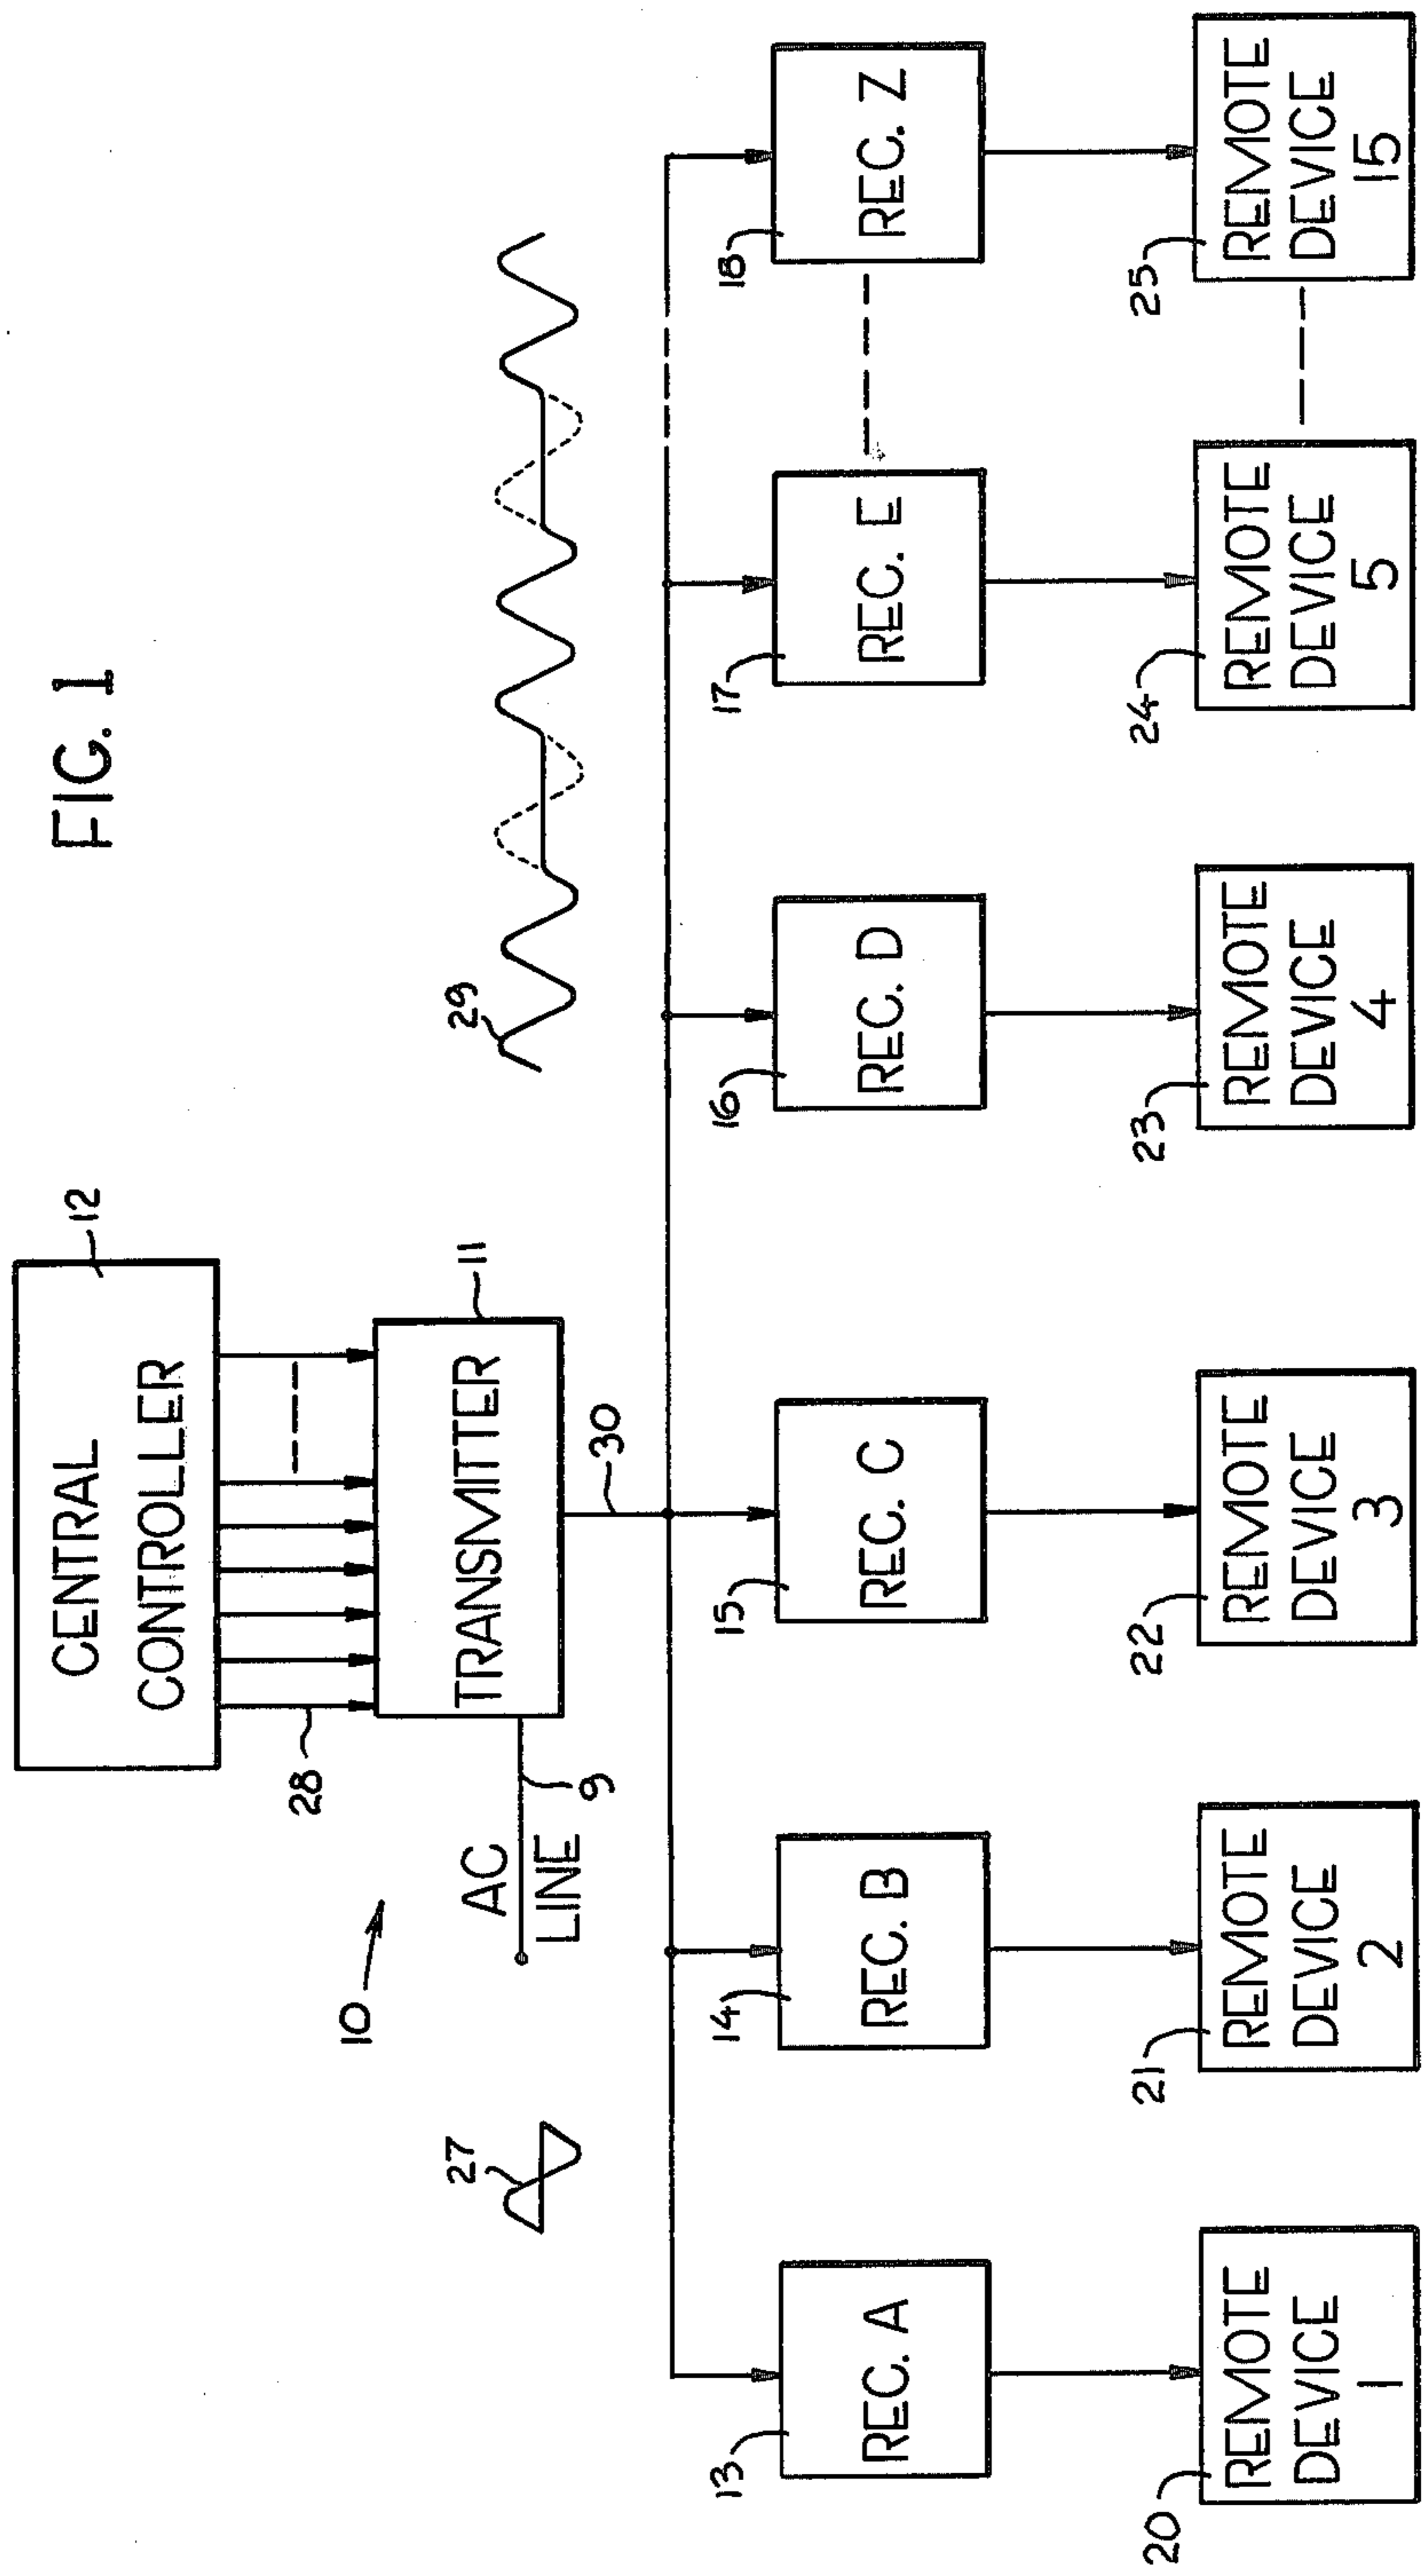 FIG. 1
CENTRAL
CONTROLLER
12
28
TRANSMITTER
11
10
AC
LINE
9
27
29
30
13
REC. A
14
REC. B
15
REC. C
16
REC. D
17
REC. E
18
REC. Z
20
REMOTE
DEVICE
1
21
REMOTE
DEVICE
2
22
REMOTE
DEVICE
3
23
REMOTE
DEVICE
4
24
REMOTE
DEVICE
5
25
REMOTE
DEVICE
15